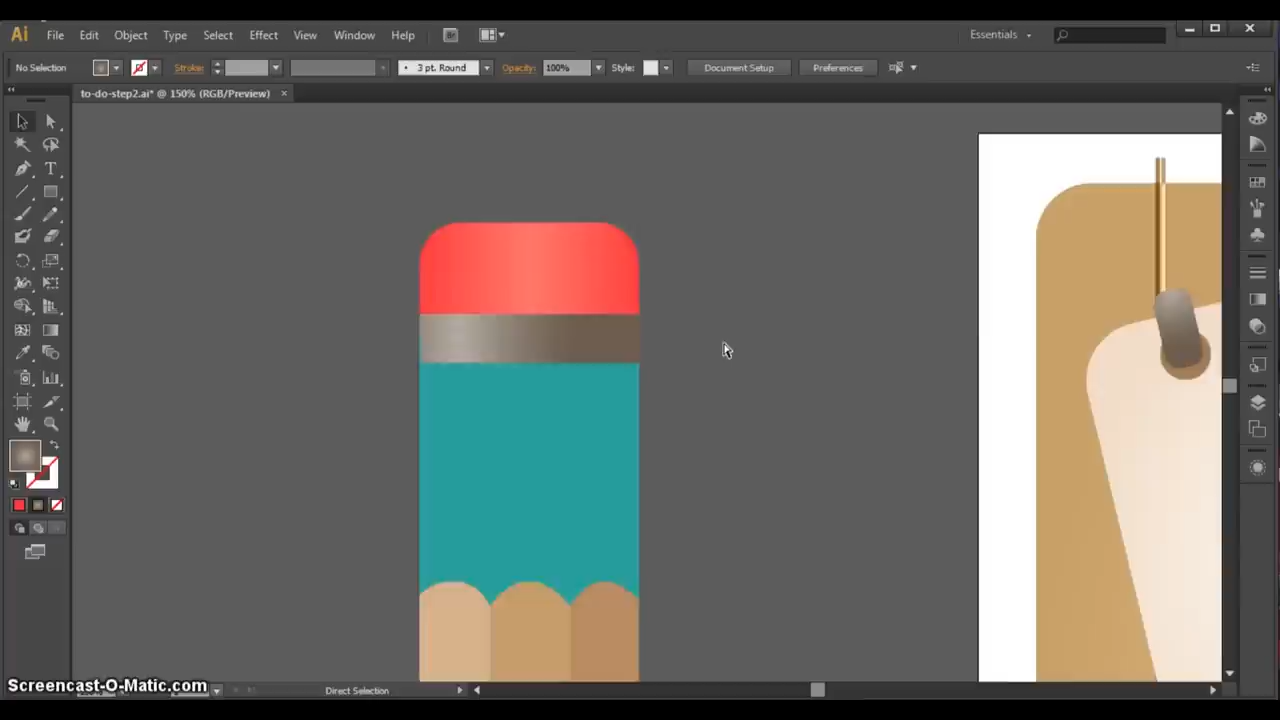 Ai File Edit Object Type Select Effect View Window Help Br Essentials
No Selection Stroke: 3 pt. Round Opacity: 100% Style: Document Setup Preferences
to-do-step2.ai* @ 150% (RGB/Preview) ×
T
Screencast-O-Matic.com Direct Selection